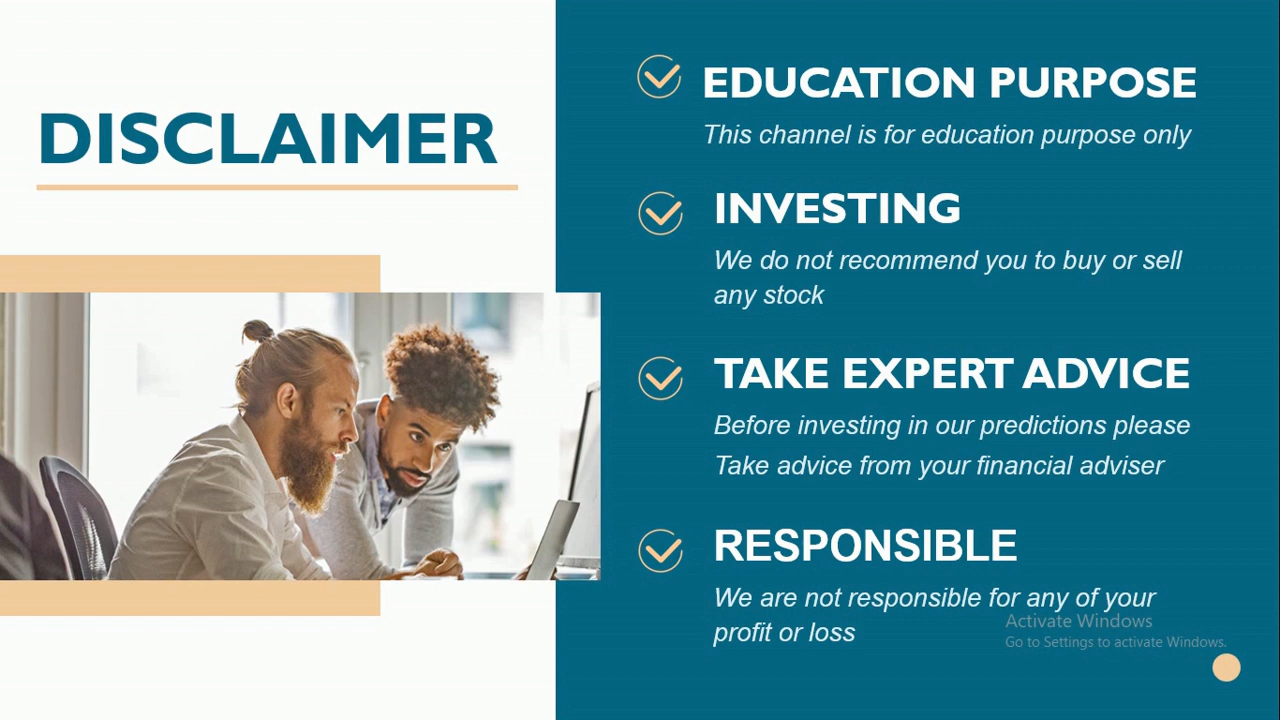 DISCLAIMER
EDUCATION PURPOSE
This channel is for education purpose only
INVESTING
We do not recommend you to buy or sell
any stock
TAKE EXPERT ADVICE
Before investing in our predictions please
Take advice from your financial adviser
RESPONSIBLE
We are not responsible for any of your
profit or loss
Activate Windows
Go to Settings to activate Windows.